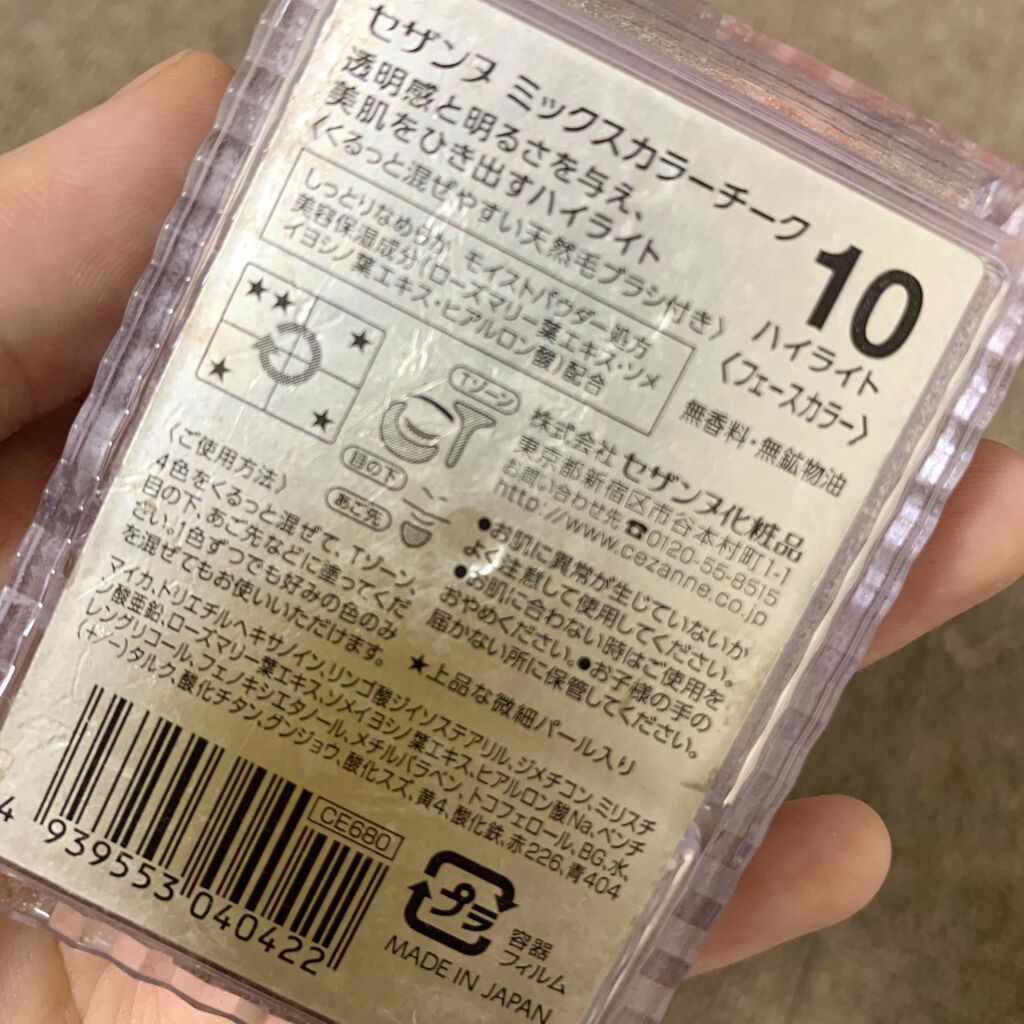 セザンヌ ミックスカラーチーク
透明感と明るさを与え、
美肌をひき出すハイライト
〈くるっと混ぜやすい天然毛ブラシ付き〉
10
ハイライト
〈フェースカラー〉
無香料・無鉱物油
しっとりなめらか、モイストパウダー処方
美容保湿成分(ローズマリー葉エキス・ソメ
イヨシノ葉エキス・ヒアルロン酸)配合
★★
★
★
★
Tゾーン
目の下
あご先
株式会社 セザンヌ化粧品
東京都新宿区市谷本村町1-1
お問い合わせ先☎0120-55-8515
http://www.cezanne.co.jp
〈ご使用方法〉
4色をくるっと混ぜて、Tゾーン、
目の下、あご先などに塗ってくだ
さい。1色ずつでも好みの色のみ
を混ぜてもお使いいただけます。
●お肌に異常が生じていないか
よく注意して使用してください。
●お肌に合わない時はご使用を
おやめください。●お子様の手の
届かない所に保管してください。
★上品な微細パール入り
マイカ、トリエチルヘキサノイン、リンゴ酸ジイソステアリル、ジメチコン、ミリスチ
ン酸亜鉛、ローズマリー葉エキス、ソメイヨシノ葉エキス、ヒアルロン酸Na、ペンチ
レングリコール、フェノキシエタノール、メチルパラベン、トコフェロール、BG、水、
(+/-)タルク、酸化チタン、グンジョウ、酸化スズ、黄4、酸化鉄、赤226、青404
CE680
4 939553 040422
プラ
容器
フィルム
MADE IN JAPAN